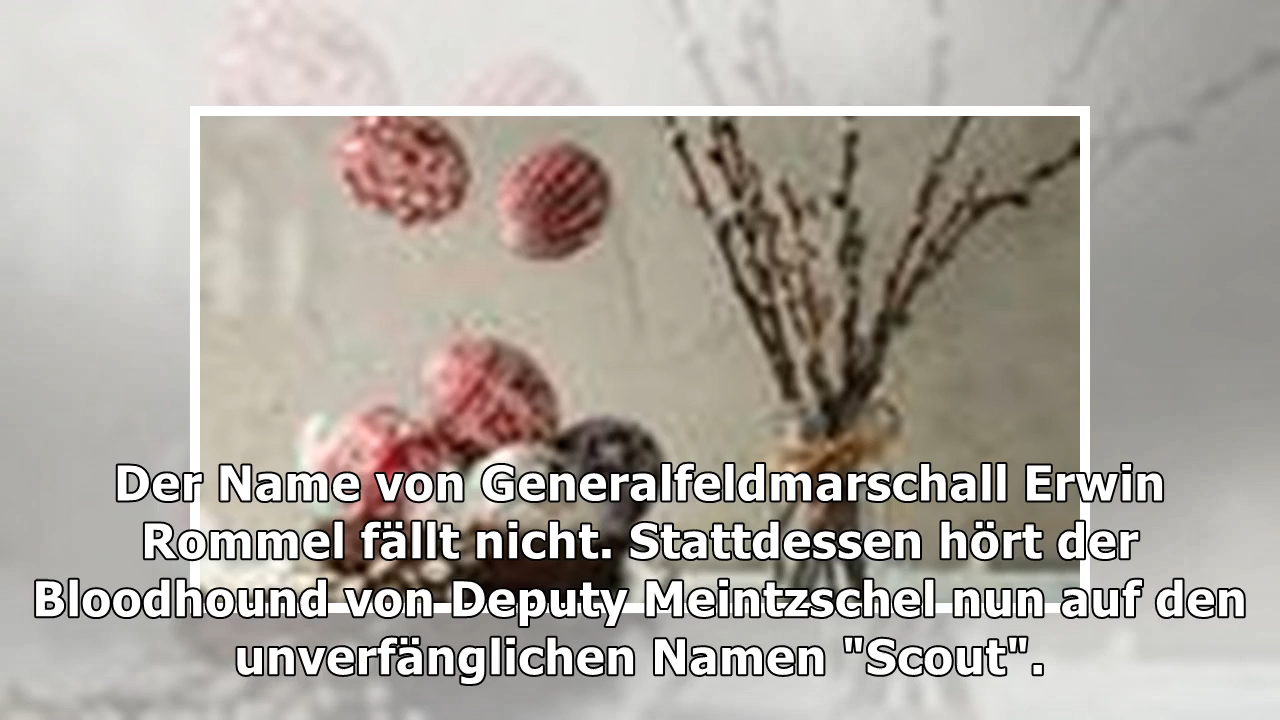 Der Name von Generalfeldmarschall Erwin
Rommel fällt nicht. Stattdessen hört der
Bloodhound von Deputy Meintzschel nun auf den
unverfänglichen Namen "Scout".